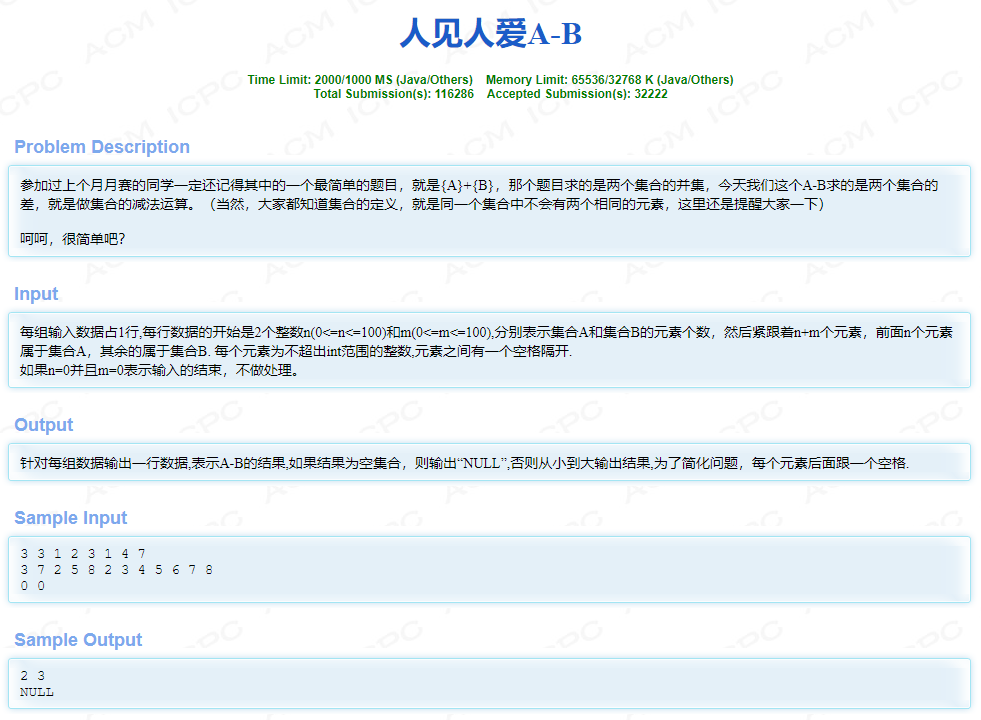 人见人爱A-B
Time Limit: 2000/1000 MS (Java/Others) Memory Limit: 65536/32768 K (Java/Others)
Total Submission(s): 116286 Accepted Submission(s): 32222
Problem Description
参加过上个月月赛的同学一定还记得其中的一个最简单的题目，就是{A}+{B}，那个题目求的是两个集合的并集，今天我们这个A-B求的是两个集合的
差，就是做集合的减法运算。（当然，大家都知道集合的定义，就是同一个集合中不会有两个相同的元素，这里还是提醒大家一下）
呵呵，很简单吧？
Input
每组输入数据占1行,每行数据的开始是2个整数n(0<=n<=100)和m(0<=m<=100),分别表示集合A和集合B的元素个数，然后紧跟着n+m个元素，前面n个元素
属于集合A，其余的属于集合B. 每个元素为不超出int范围的整数,元素之间有一个空格隔开.
如果n=0并且m=0表示输入的结束，不做处理。
Output
针对每组数据输出一行数据,表示A-B的结果,如果结果为空集合，则输出“NULL”,否则从小到大输出结果,为了简化问题，每个元素后面跟一个空格.
Sample Input
3 3 1 2 3 1 4 7
3 7 2 5 8 2 3 4 5 6 7 8
0 0
Sample Output
2 3
NULL